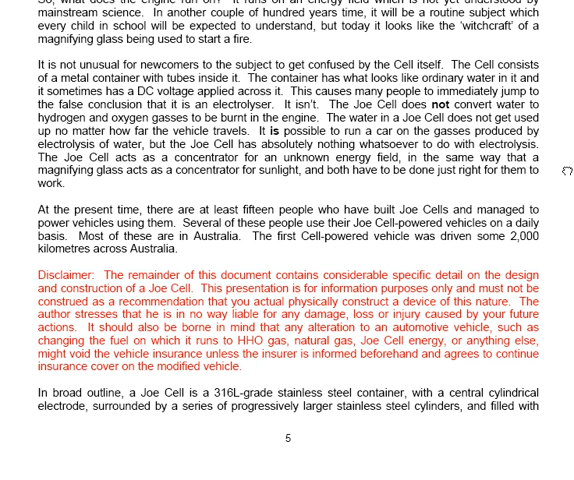 So, what does the engine run on? It runs on an energy field which is not yet understood by
mainstream science. In another couple of hundred years time, it will be a routine subject which
every child in school will be expected to understand, but today it looks like the 'witchcraft' of a
magnifying glass being used to start a fire.
It is not unusual for newcomers to the subject to get confused by the Cell itself. The Cell consists
of a metal container with tubes inside it. The container has what looks like ordinary water in it and
it sometimes has a DC voltage applied across it. This causes many people to immediately jump to
the false conclusion that it is an electrolyser. It isn't. The Joe Cell does not convert water to
hydrogen and oxygen gasses to be burnt in the engine. The water in a Joe Cell does not get used
up no matter how far the vehicle travels. It is possible to run a car on the gasses produced by
electrolysis of water, but the Joe Cell has absolutely nothing whatsoever to do with electrolysis.
The Joe Cell acts as a concentrator for an unknown energy field, in the same way that a
magnifying glass acts as a concentrator for sunlight, and both have to be done just right for them to
work.
At the present time, there are at least fifteen people who have built Joe Cells and managed to
power vehicles using them. Several of these people use their Joe Cell-powered vehicles on a daily
basis. Most of these are in Australia. The first Cell-powered vehicle was driven some 2,000
kilometres across Australia.
Disclaimer: The remainder of this document contains considerable specific detail on the design
and construction of a Joe Cell. This presentation is for information purposes only and must not be
construed as a recommendation that you actually physically construct a device of this nature. The
author stresses that he is in no way liable for any damage, loss or injury caused by your future
actions. It should also be borne in mind that any alteration to an automotive vehicle, such as
changing the fuel on which it runs to HHO gas, natural gas, Joe Cell energy, or anything else,
might void the vehicle insurance unless the insurer is informed beforehand and agrees to continue
insurance cover on the modified vehicle.
In broad outline, a Joe Cell is a 316L-grade stainless steel container, with a central cylindrical
electrode, surrounded by a series of progressively larger stainless steel cylinders, and filled with
5